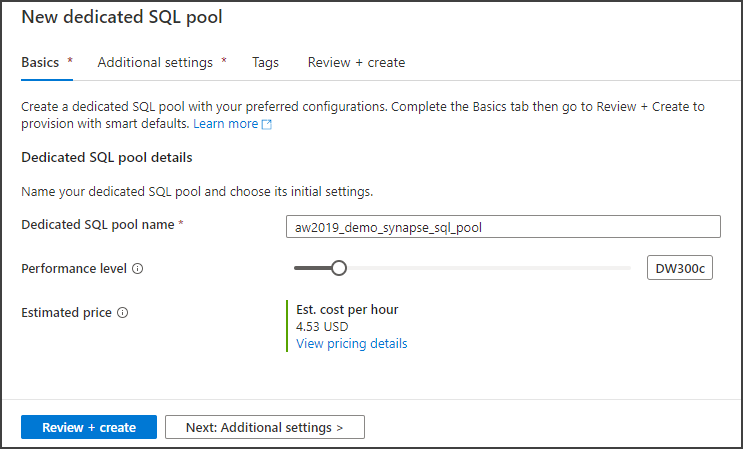 New dedicated SQL pool
Basics * Additional settings * Tags Review + create
Create a dedicated SQL pool with your preferred configurations. Complete the Basics tab then go to Review + Create to
provision with smart defaults. Learn more
Dedicated SQL pool details
Name your dedicated SQL pool and choose its initial settings.
Dedicated SQL pool name * aw2019_demo_synapse_sql_pool
Performance level DW300c
Estimated price Est. cost per hour
4.53 USD
View pricing details
Review + create Next: Additional settings >